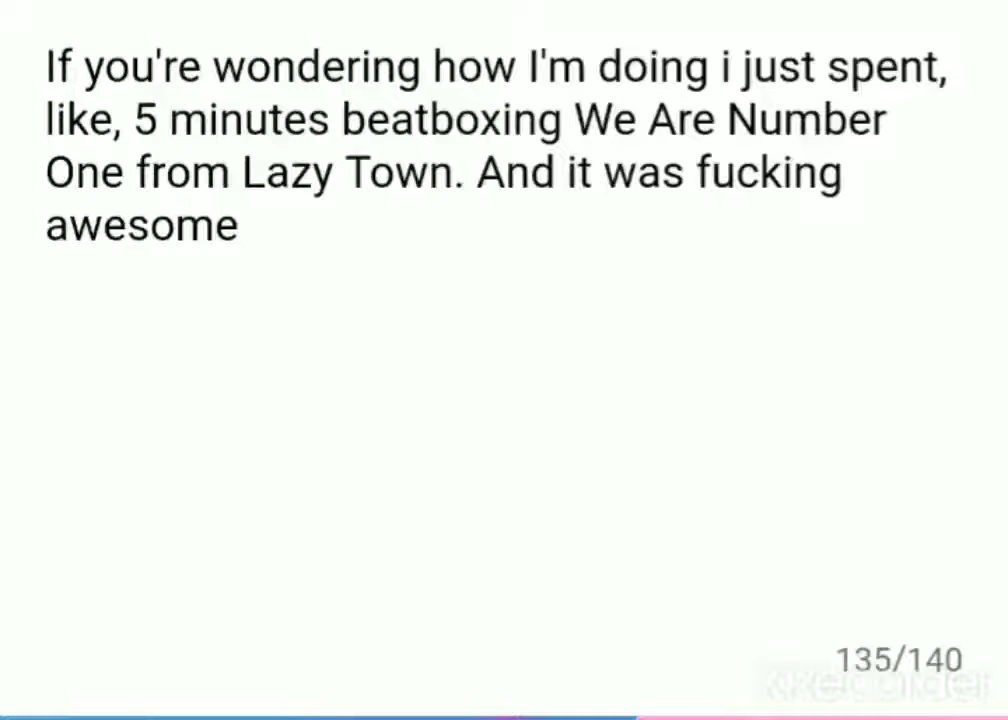 If you're wondering how I'm doing i just spent,
like, 5 minutes beatboxing We Are Number
One from Lazy Town. And it was fucking
awesome
135/140